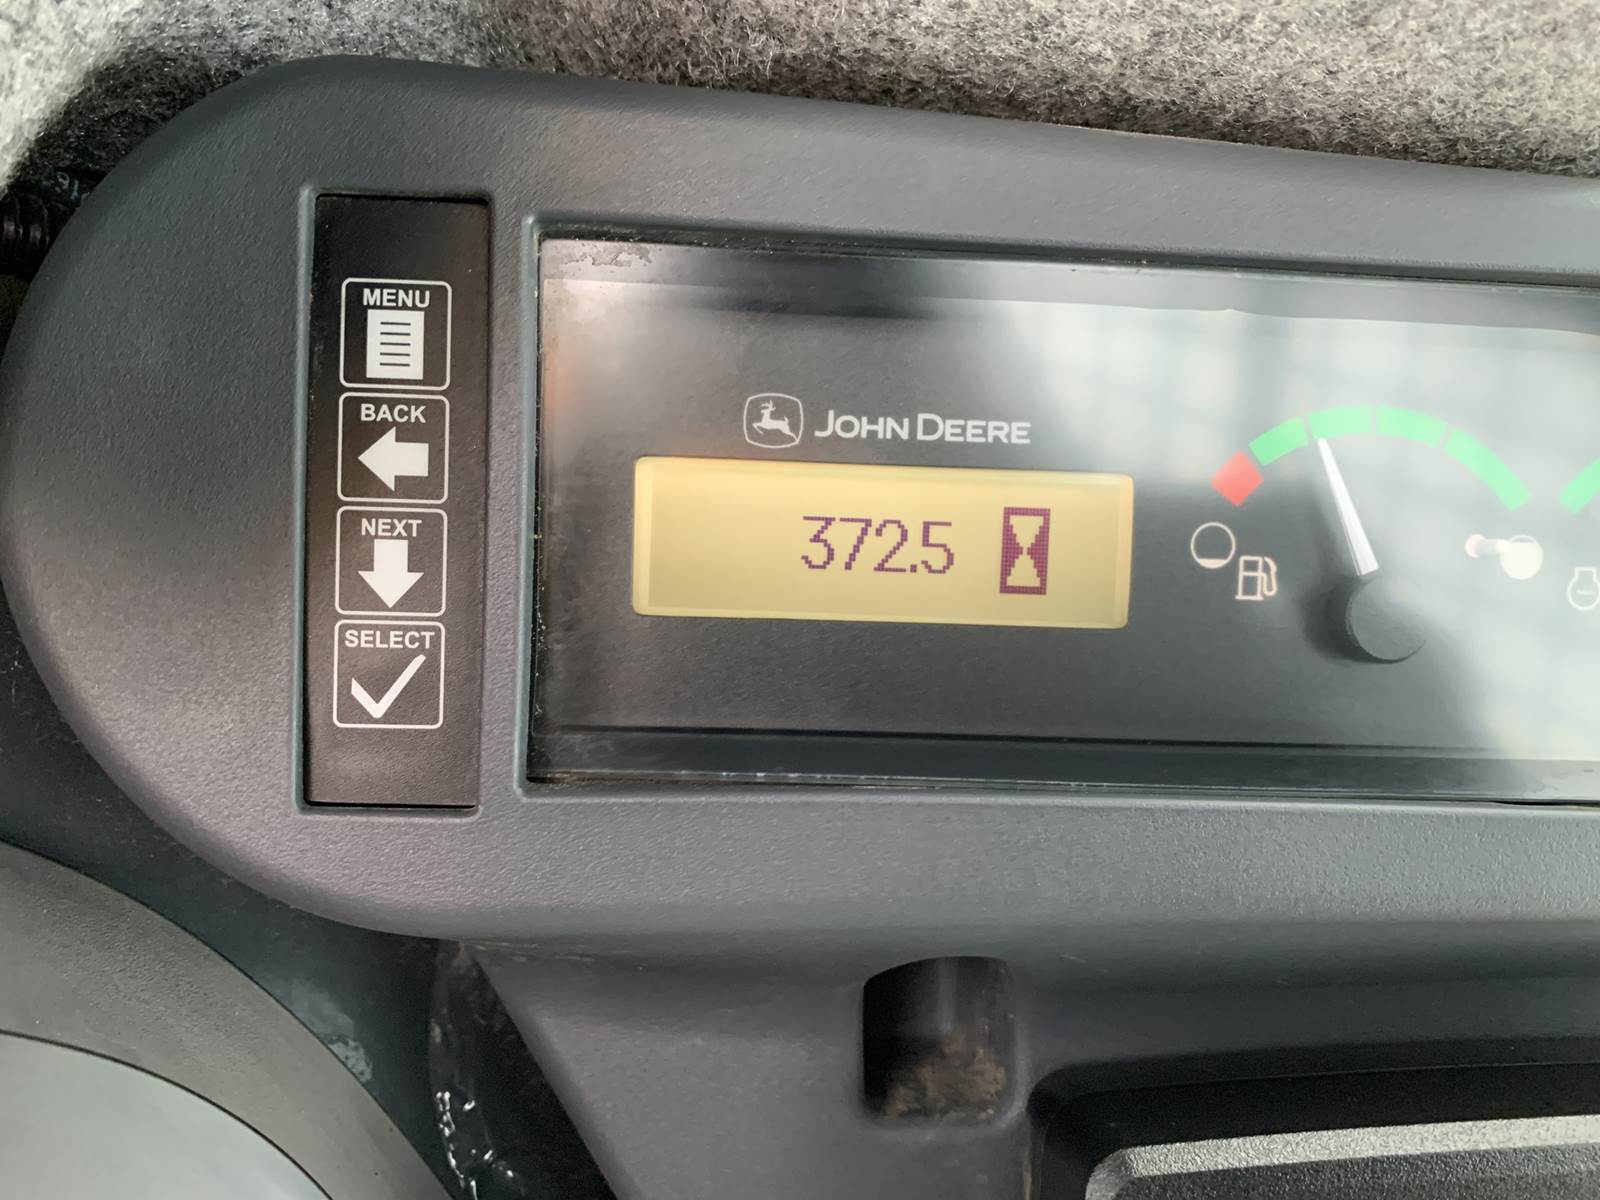 MENU
BACK
NEXT
SELECT
JOHN DEERE
372.5